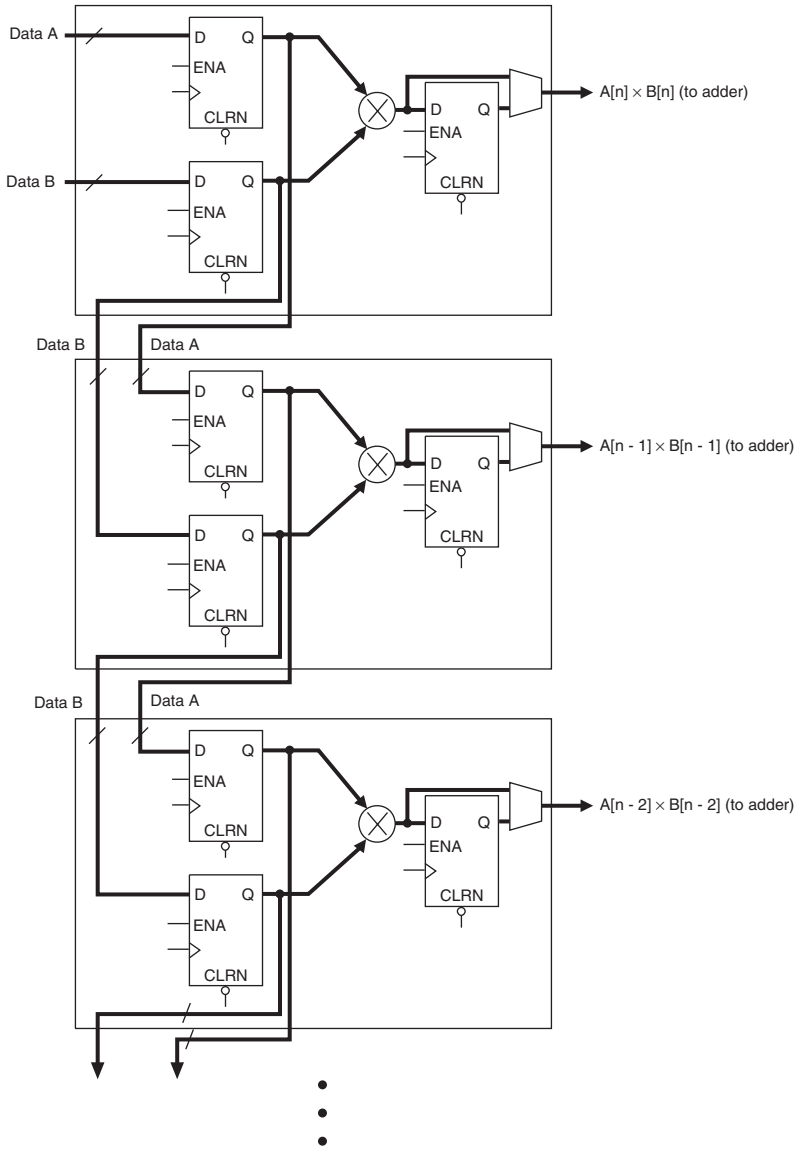 Data A
D Q
ENA
CLRN
D Q
ENA
CLRN
A[n] × B[n] (to adder)
Data B
D Q
ENA
CLRN
Data B Data A
D Q
ENA
CLRN
D Q
ENA
CLRN
A[n - 1] × B[n - 1] (to adder)
D Q
ENA
CLRN
Data B Data A
D Q
ENA
CLRN
D Q
ENA
CLRN
A[n - 2] × B[n - 2] (to adder)
D Q
ENA
CLRN